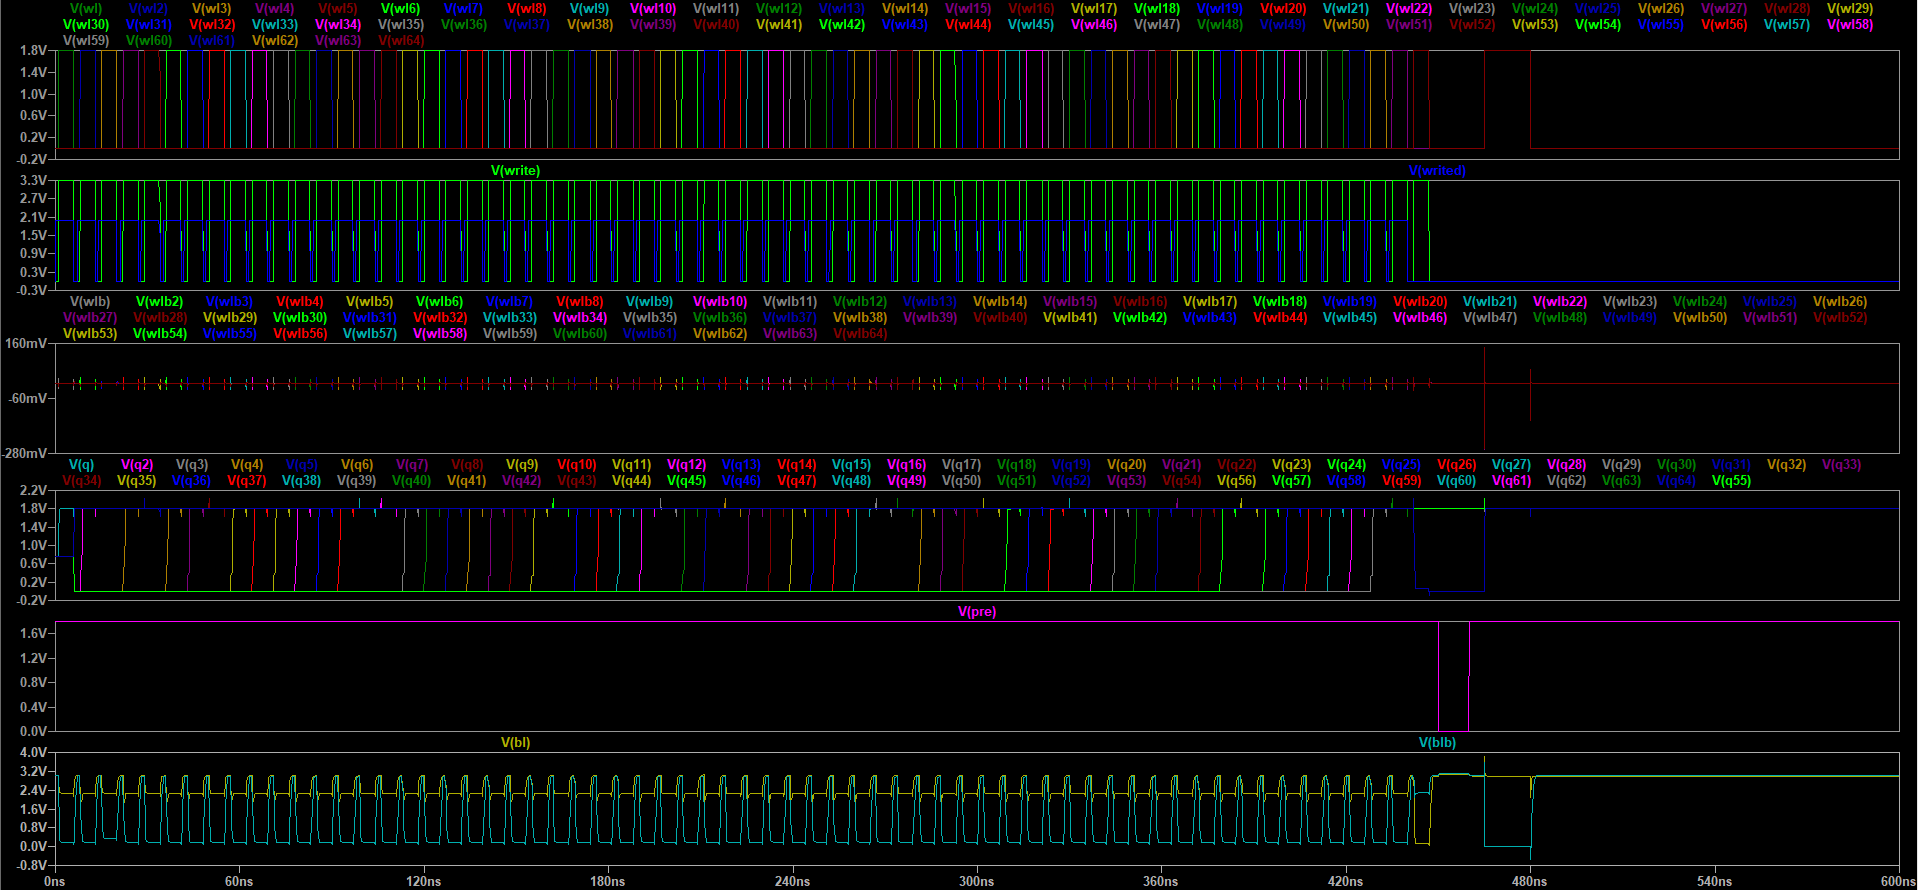 V(wl) V(wl2) V(wl3) V(wl4) V(wl5) V(wl6) V(wl7) V(wl8) V(wl9) V(wl10) V(wl11) V(wl12) V(wl13) V(wl14) V(wl15) V(wl16) V(wl17) V(wl18) V(wl19) V(wl20) V(wl21) V(wl22) V(wl23) V(wl24) V(wl25) V(wl26) V(wl27) V(wl28) V(wl29)
V(wl30) V(wl31) V(wl32) V(wl33) V(wl34) V(wl35) V(wl36) V(wl37) V(wl38) V(wl39) V(wl40) V(wl41) V(wl42) V(wl43) V(wl44) V(wl45) V(wl46) V(wl47) V(wl48) V(wl49) V(wl50) V(wl51) V(wl52) V(wl53) V(wl54) V(wl55) V(wl56) V(wl57) V(wl58)
V(wl59) V(wl60) V(wl61) V(wl62) V(wl63) V(wl64)
1.8V
1.4V
1.0V
0.6V
0.2V
-0.2V
V(write) V(writed)
3.3V
2.7V
2.1V
1.5V
0.9V
0.3V
-0.3V
V(wlb) V(wlb2) V(wlb3) V(wlb4) V(wlb5) V(wlb6) V(wlb7) V(wlb8) V(wlb9) V(wlb10) V(wlb11) V(wlb12) V(wlb13) V(wlb14) V(wlb15) V(wlb16) V(wlb17) V(wlb18) V(wlb19) V(wlb20) V(wlb21) V(wlb22) V(wlb23) V(wlb24) V(wlb25) V(wlb26)
V(wlb27) V(wlb28) V(wlb29) V(wlb30) V(wlb31) V(wlb32) V(wlb33) V(wlb34) V(wlb35) V(wlb36) V(wlb37) V(wlb38) V(wlb39) V(wlb40) V(wlb41) V(wlb42) V(wlb43) V(wlb44) V(wlb45) V(wlb46) V(wlb47) V(wlb48) V(wlb49) V(wlb50) V(wlb51) V(wlb52)
V(wlb53) V(wlb54) V(wlb55) V(wlb56) V(wlb57) V(wlb58) V(wlb59) V(wlb60) V(wlb61) V(wlb62) V(wlb63) V(wlb64)
160mV
-60mV
-280mV
V(q) V(q2) V(q3) V(q4) V(q5) V(q6) V(q7) V(q8) V(q9) V(q10) V(q11) V(q12) V(q13) V(q14) V(q15) V(q16) V(q17) V(q18) V(q19) V(q20) V(q21) V(q22) V(q23) V(q24) V(q25) V(q26) V(q27) V(q28) V(q29) V(q30) V(q31) V(q32) V(q33)
V(q34) V(q35) V(q36) V(q37) V(q38) V(q39) V(q40) V(q41) V(q42) V(q43) V(q44) V(q45) V(q46) V(q47) V(q48) V(q49) V(q50) V(q51) V(q52) V(q53) V(q54) V(q56) V(q57) V(q58) V(q59) V(q60) V(q61) V(q62) V(q63) V(q64) V(q55)
2.2V
1.8V
1.4V
1.0V
0.6V
0.2V
-0.2V
V(pre)
1.6V
1.2V
0.8V
0.4V
0.0V
V(bl) V(blb)
4.0V
3.2V
2.4V
1.6V
0.8V
0.0V
-0.8V
0ns 60ns 120ns 180ns 240ns 300ns 360ns 420ns 480ns 540ns 600ns